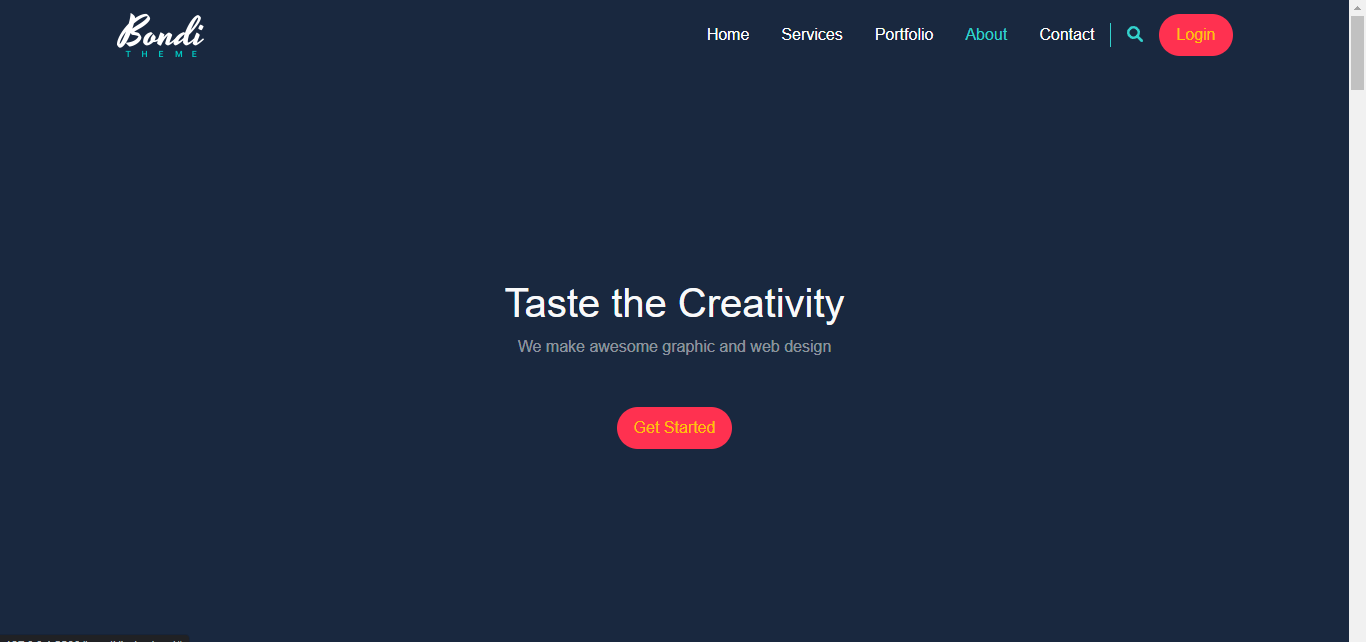 Bondi
THEME
Home Services Portfolio About Contact Login
Taste the Creativity
We make awesome graphic and web design
Get Started